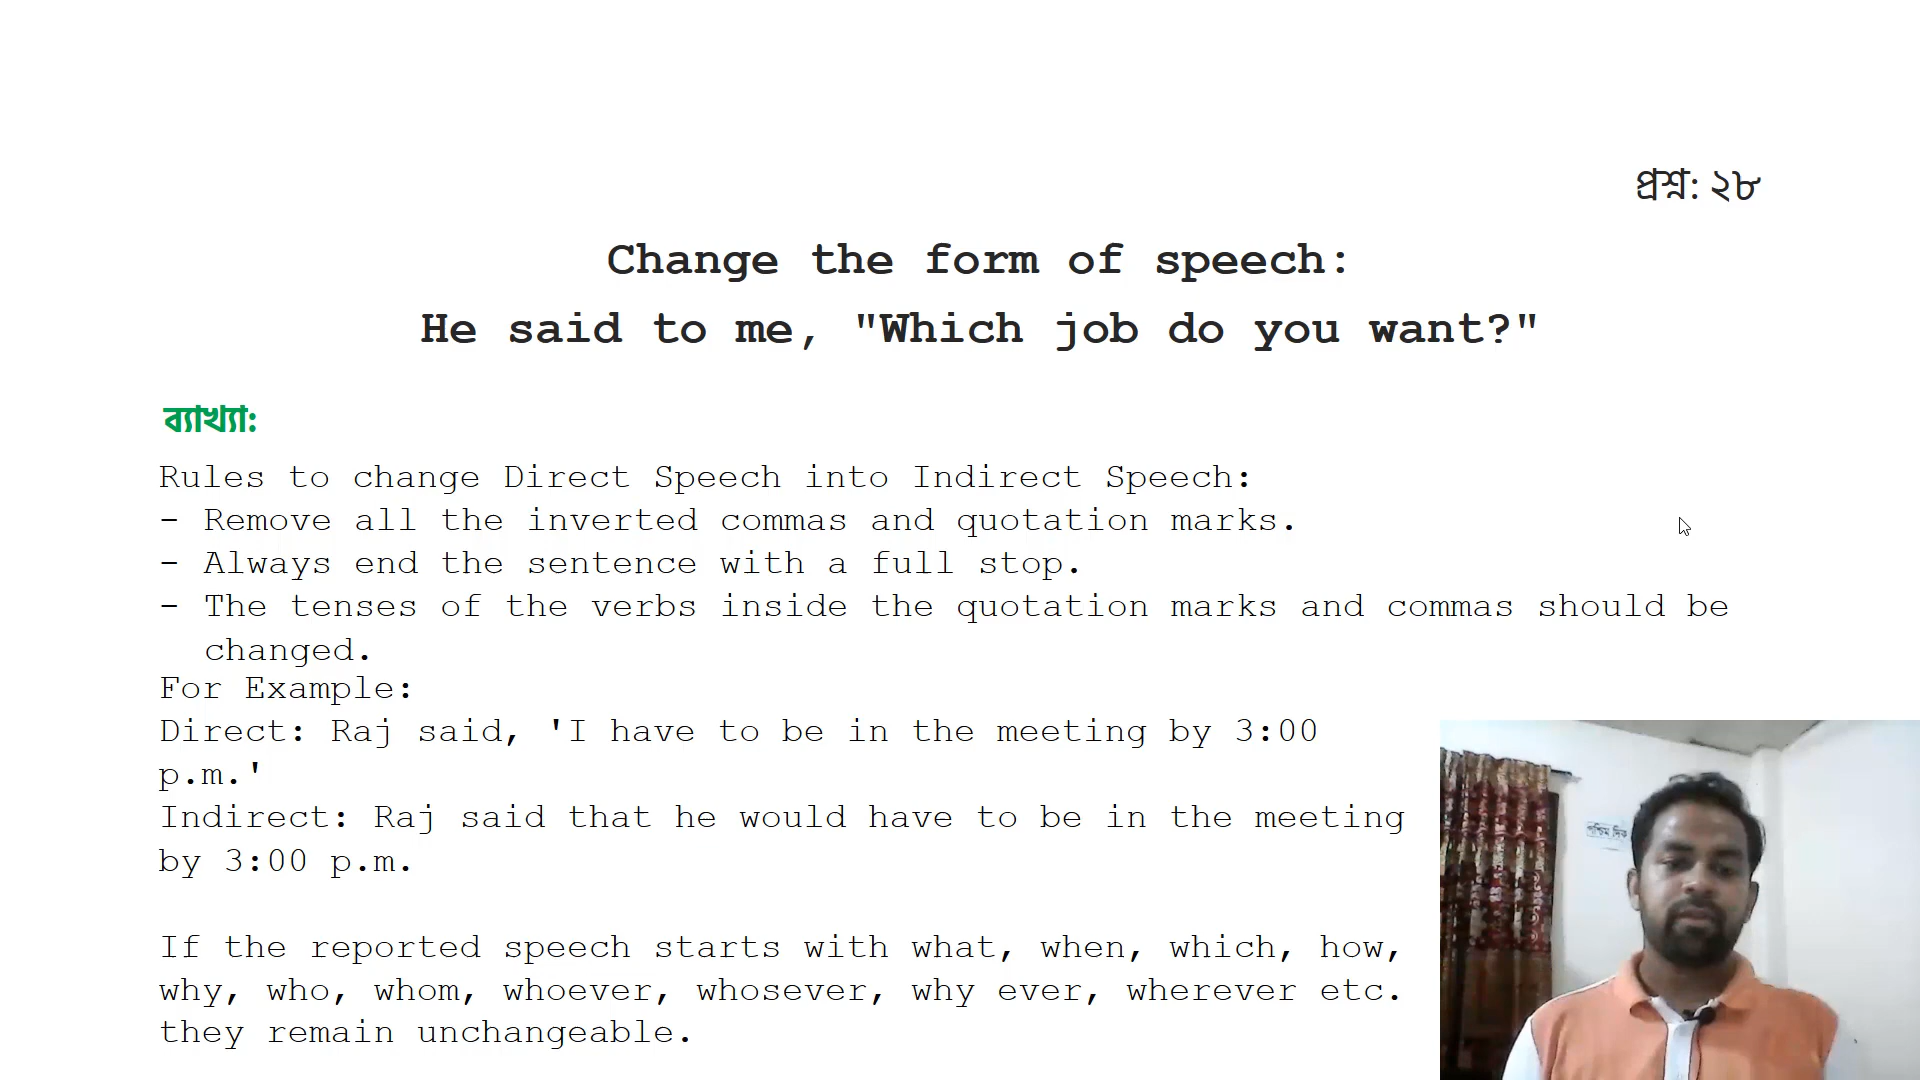 প্রশ্ন: ২৮
Change the form of speech:
He said to me, "Which job do you want?"
ব্যাখ্যা:
Rules to change Direct Speech into Indirect Speech:
- Remove all the inverted commas and quotation marks.
- Always end the sentence with a full stop.
- The tenses of the verbs inside the quotation marks and commas should be
changed.
For Example:
Direct: Raj said, 'I have to be in the meeting by 3:00
p.m.'
Indirect: Raj said that he would have to be in the meeting
by 3:00 p.m.
If the reported speech starts with what, when, which, how,
why, who, whom, whoever, whosever, why ever, wherever etc.
they remain unchangeable.
পশ্চিম দিক